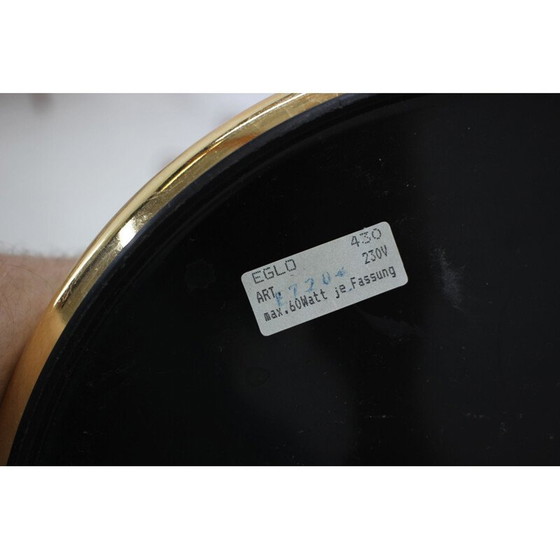 EGLO 430
ART. 230V
max.60Watt je Fassung